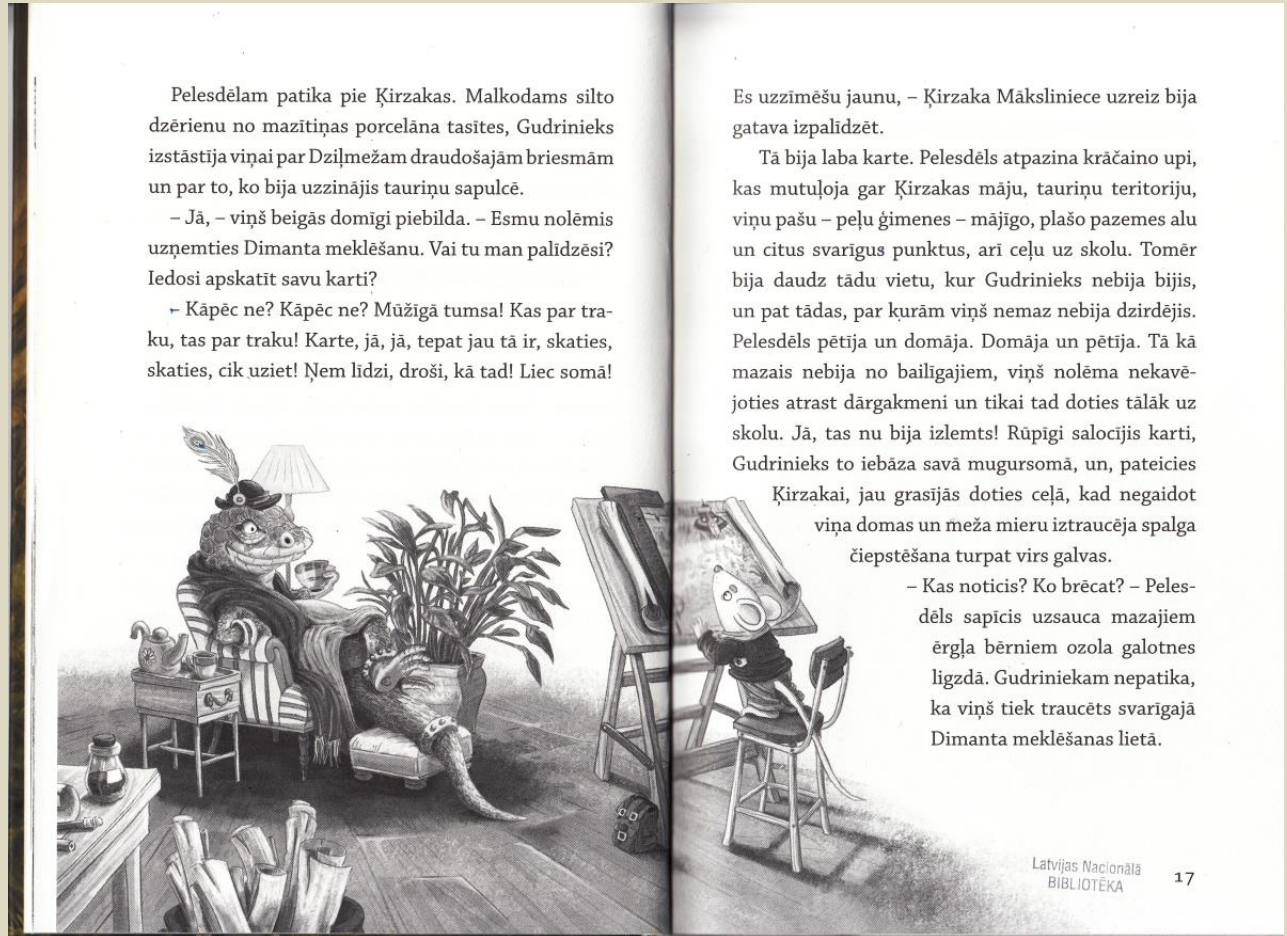 Pelesdēlam patika pie Ķirzakas. Malkodams silto
dzērienu no mazītiņas porcelāna tasītes, Gudrinieks
izstāstīja viņai par Dziļmežam draudošajām briesmām
un par to, ko bija uzzinājis tauriņu sapulcē.
– Jā, – viņš beigās domīgi piebilda. – Esmu nolēmis
uzņemties Dimanta meklēšanu. Vai tu man palīdzēsi?
Iedosi apskatīt savu karti?
– Kāpēc ne? Kāpēc ne? Mūžīgā tumsa! Kas par tra-
ku, tas par traku! Karte, jā, jā, tepat jau tā ir, skaties,
skaties, cik uziet! Ņem līdzi, droši, kā tad! Liec somā!
Es uzzīmēšu jaunu, – Ķirzaka Māksliniece uzreiz bija
gatava izpalīdzēt.
Tā bija laba karte. Pelesdēls atpazina krāčaino upi,
kas mutuļoja gar Ķirzakas māju, tauriņu teritoriju,
viņu pašu – peļu ģimenes – mājīgo, plašo pazemes alu
un citus svarīgus punktus, arī ceļu uz skolu. Tomēr
bija daudz tādu vietu, kur Gudrinieks nebija bijis,
un pat tādas, par kurām viņš nemaz nebija dzirdējis.
Pelesdēls pētīja un domāja. Domāja un pētīja. Tā kā
mazais nebija no bailīgajiem, viņš nolēma nekavē-
joties atrast dārgakmeni un tikai tad doties tālāk uz
skolu. Jā, tas nu bija izlemts! Rūpīgi salocījis karti,
Gudrinieks to iebāza savā mugursomā, un, pateicies
Ķirzakai, jau grasījās doties ceļā, kad negaidot
viņa domas un meža mieru iztraucēja spalga
čiepstēšana turpat virs galvas.
– Kas noticis? Ko brēcat? – Peles-
dēls sapīcis uzsauca mazajiem
ērgļa bērniem ozola galotnes
ligzdā. Gudriniekam nepatika,
ka viņš tiek traucēts svarīgajā
Dimanta meklēšanas lietā.
Latvijas Nacionālā
BIBLIOTĒKA
17